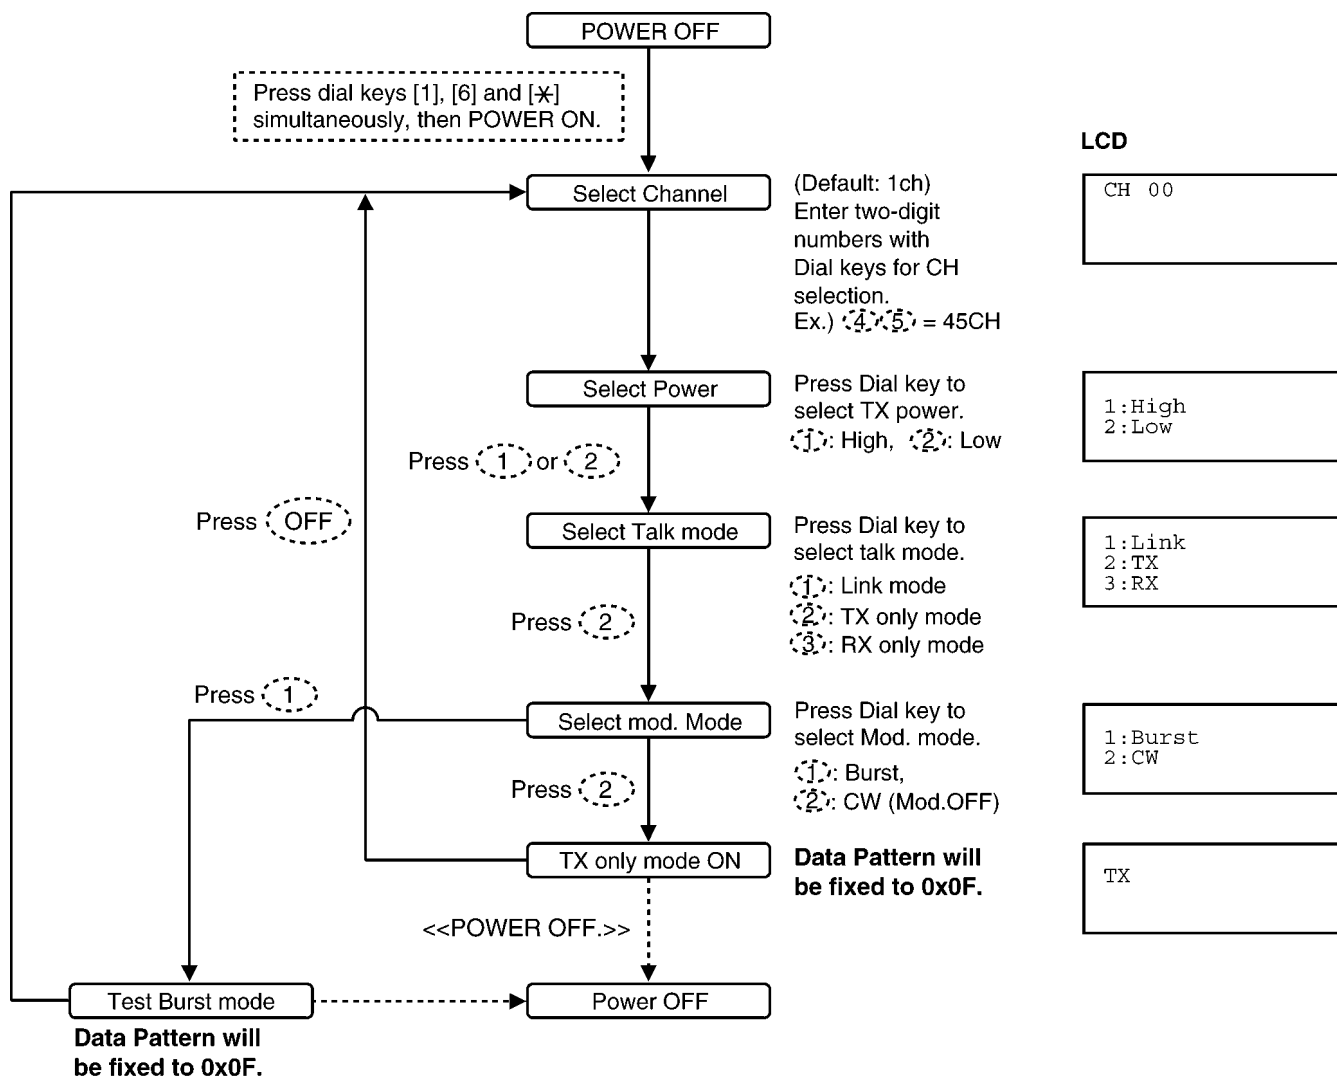 POWER OFF
Press dial keys [1], [6] and [*]
simultaneously, then POWER ON.
LCD
Select Channel
(Default: 1ch)
Enter two-digit
numbers with
Dial keys for CH
selection.
Ex.) 4 5 = 45CH
CH 00
Select Power
Press Dial key to
select TX power.
1: High, 2: Low
1:High
2:Low
Press 1 or 2
Press OFF
Select Talk mode
Press Dial key to
select talk mode.
1: Link mode
2: TX only mode
3: RX only mode
1:Link
2:TX
3:RX
Press 2
Press 1
Select mod. Mode
Press Dial key to
select Mod. mode.
1: Burst,
2: CW (Mod.OFF)
1:Burst
2:CW
Press 2
TX only mode ON
Data Pattern will
be fixed to 0x0F.
TX
<<POWER OFF.>>
Test Burst mode
Power OFF
Data Pattern will
be fixed to 0x0F.